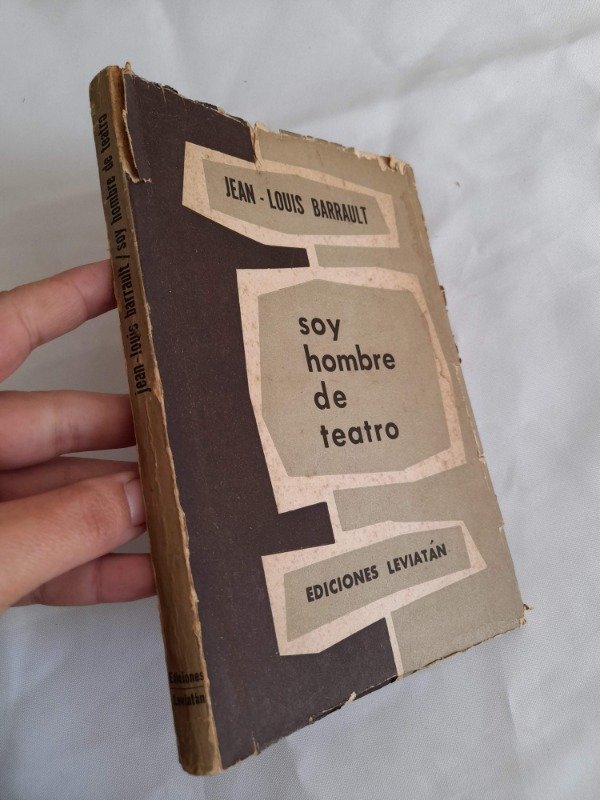 jean-louis barrault / soy hombre de teatro
Ediciones
Leviatán
JEAN-LOUIS BARRAULT
soy
hombre
de
teatro
EDICIONES LEVIATÁN